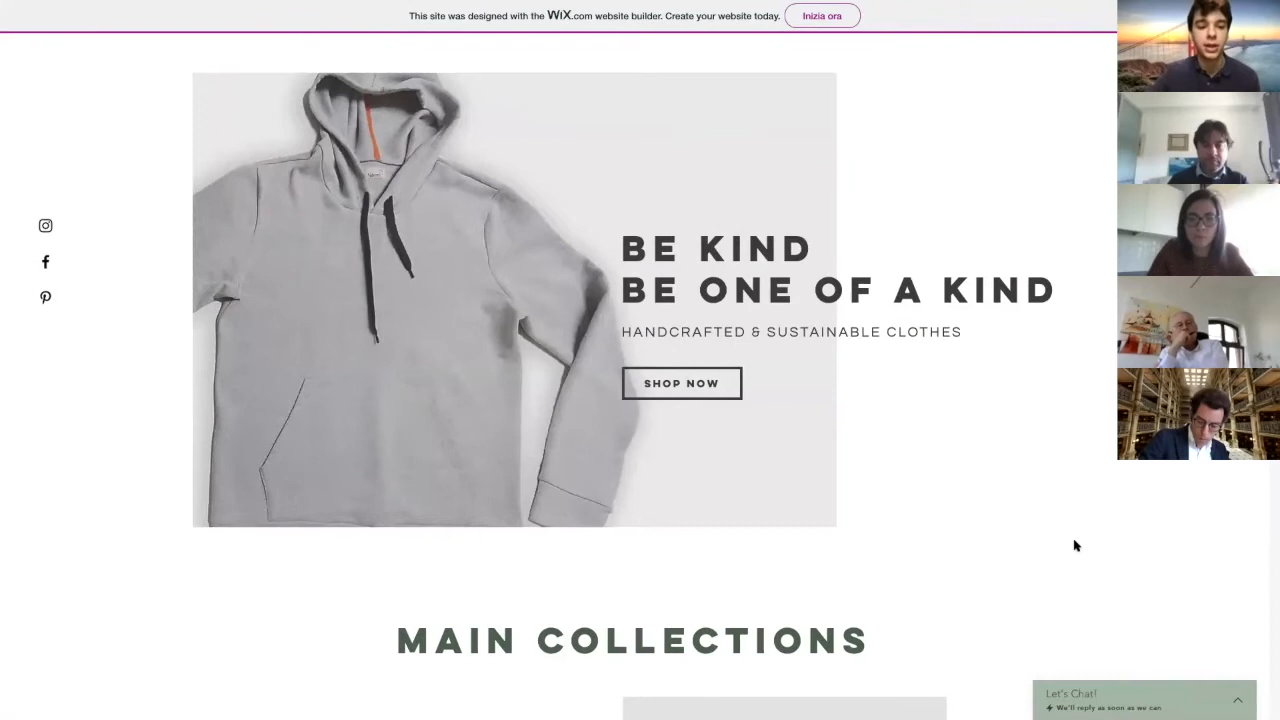 This site was designed with the WiX.com website builder. Create your website today. Inizia ora
BE KIND
BE ONE OF A KIND
HANDCRAFTED & SUSTAINABLE CLOTHES
SHOP NOW
MAIN COLLECTIONS
Let's Chat!
We'll reply as soon as we can